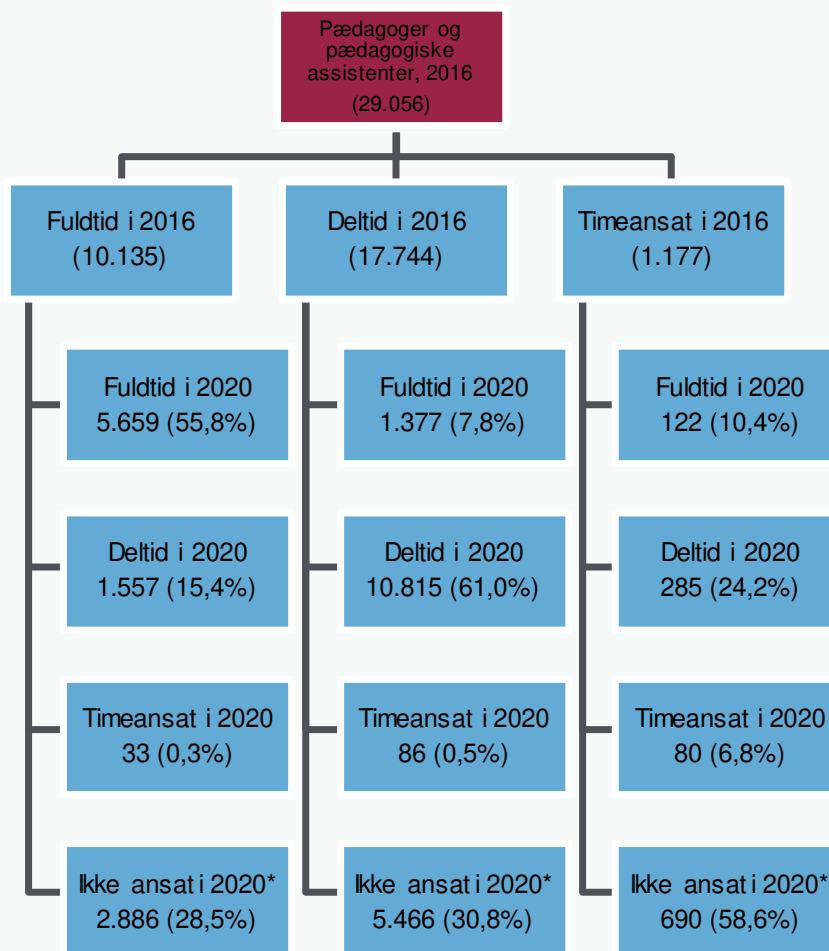 Pædagoger og
pædagogiske
assistenter, 2016
(29.056)
Fuldtid i 2016
(10.135)
Deltid i 2016
(17.744)
Timeansat i 2016
(1.177)
Fuldtid i 2020
5.659 (55,8%)
Fuldtid i 2020
1.377 (7,8%)
Fuldtid i 2020
122 (10,4%)
Deltid i 2020
1.557 (15,4%)
Deltid i 2020
10.815 (61,0%)
Deltid i 2020
285 (24,2%)
Timeansat i 2020
33 (0,3%)
Timeansat i 2020
86 (0,5%)
Timeansat i 2020
80 (6,8%)
Ikke ansat i 2020*
2.886 (28,5%)
Ikke ansat i 2020*
5.466 (30,8%)
Ikke ansat i 2020*
690 (58,6%)